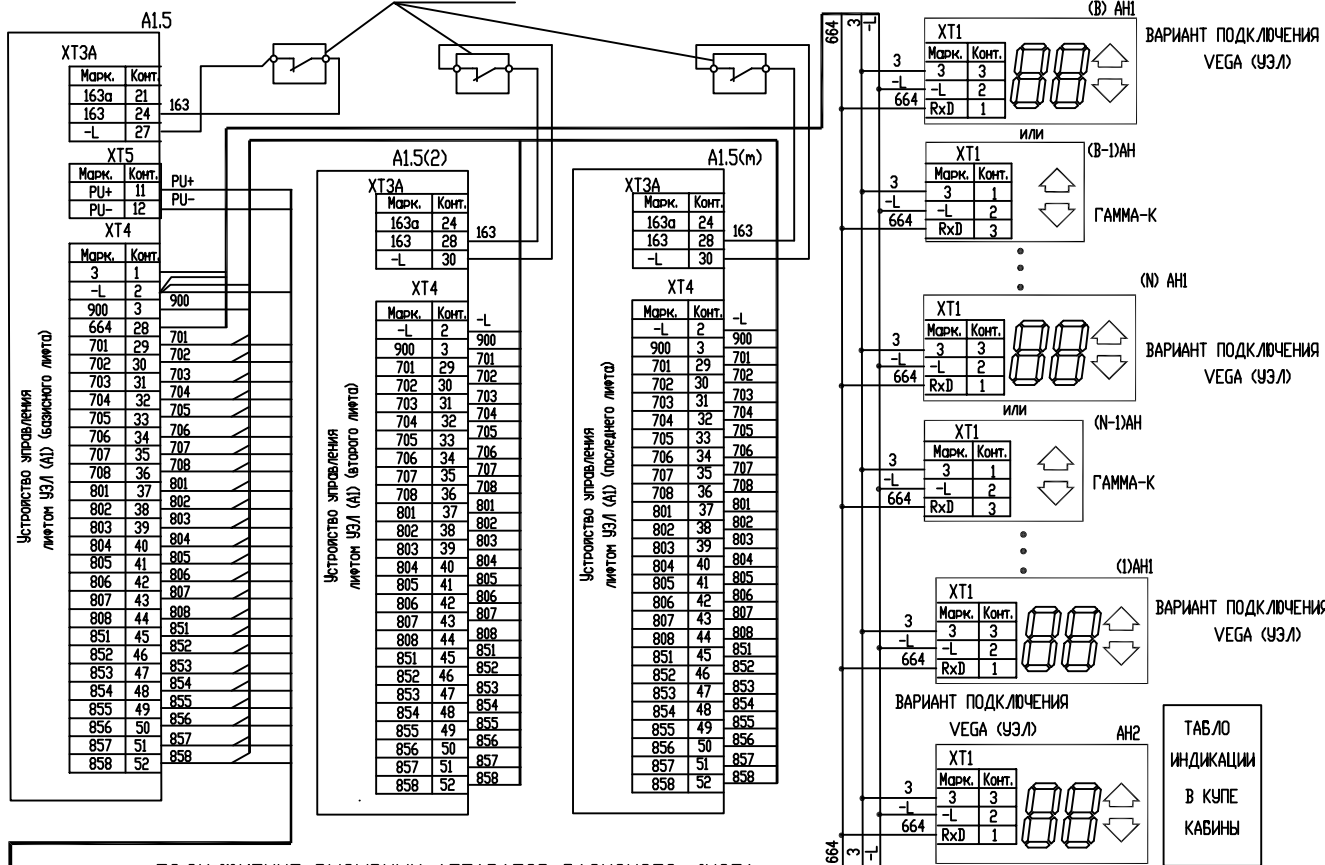 A1.5
XT3A
Марк. Конт.
163а 21
163 24 163
-L 27
XT5
Марк. Конт.
PU+ 11 PU+
PU- 12 PU-
XT4
Марк. Конт.
3 1
-L 2
900 3 900
664 28
701 29 701
702 30 702
703 31 703
704 32 704
705 33 705
706 34 706
707 35 707
708 36 708
801 37 801
802 38 802
803 39 803
804 40 804
805 41 805
806 42 806
807 43 807
808 44 808
851 45 851
852 46 852
853 47 853
854 48 854
855 49 855
856 50 856
857 51 857
858 52 858
Устройство управления
лифтом УЭЛ (A1) (базисного лифта)
A1.5(2)
XT3A
Марк. Конт.
163а 24
163 28 163
-L 30
XT4
Марк. Конт.
-L 2 -L
900 3 900
701 29 701
702 30 702
703 31 703
704 32 704
705 33 705
706 34 706
707 35 707
708 36 708
801 37 801
802 38 802
803 39 803
804 40 804
805 41 805
806 42 806
807 43 807
808 44 808
851 45 851
852 46 852
853 47 853
854 48 854
855 49 855
856 50 856
857 51 857
858 52 858
Устройство управления
лифтом УЭЛ (A1) (второго лифта)
A1.5(m)
XT3A
Марк. Конт.
163а 24
163 28 163
-L 30
XT4
Марк. Конт.
-L 2 -L
900 3 900
701 29 701
702 30 702
703 31 703
704 32 704
705 33 705
706 34 706
707 35 707
708 36 708
801 37 801
802 38 802
803 39 803
804 40 804
805 41 805
806 42 806
807 43 807
808 44 808
851 45 851
852 46 852
853 47 853
854 48 854
855 49 855
856 50 856
857 51 857
858 52 858
Устройство управления
лифтом УЭЛ (A1) (последнего лифта)
664 3 -L
(B) AH1
XT1
Марк. Конт.
3 3 3
-L -L 2
664 RxD 1
ВАРИАНТ ПОДКЛЮЧЕНИЯ
VEGA (УЭЛ)
или
(B-1)AH
XT1
Марк. Конт.
3 3 1
-L -L 2
664 RxD 3
ГАММА-К
(N) AH1
XT1
Марк. Конт.
3 3 3
-L -L 2
664 RxD 1
ВАРИАНТ ПОДКЛЮЧЕНИЯ
VEGA (УЭЛ)
или
(N-1)AH
XT1
Марк. Конт.
3 3 1
-L -L 2
664 RxD 3
ГАММА-К
(1)AH1
XT1
Марк. Конт.
3 3 3
-L -L 2
664 RxD 1
ВАРИАНТ ПОДКЛЮЧЕНИЯ
VEGA (УЭЛ)
ВАРИАНТ ПОДКЛЮЧЕНИЯ
VEGA (УЭЛ)
AH2
XT1
Марк. Конт.
3 3 3
-L -L 2
664 RxD 1
ТАБЛО
ИНДИКАЦИИ
В КУПЕ
КАБИНЫ
664 3 -L